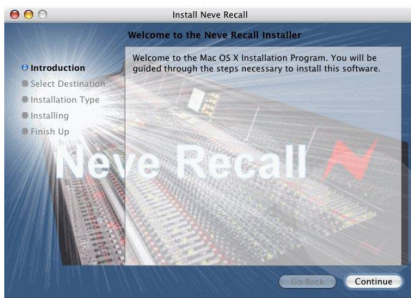 Install Neve Recall
Welcome to the Neve Recall Installer
Introduction
Select Destination
Installation Type
Installing
Finish Up
Welcome to the Mac OS X Installation Program. You will be
guided through the steps necessary to install this software.
Neve Recall
Go Back
Continue